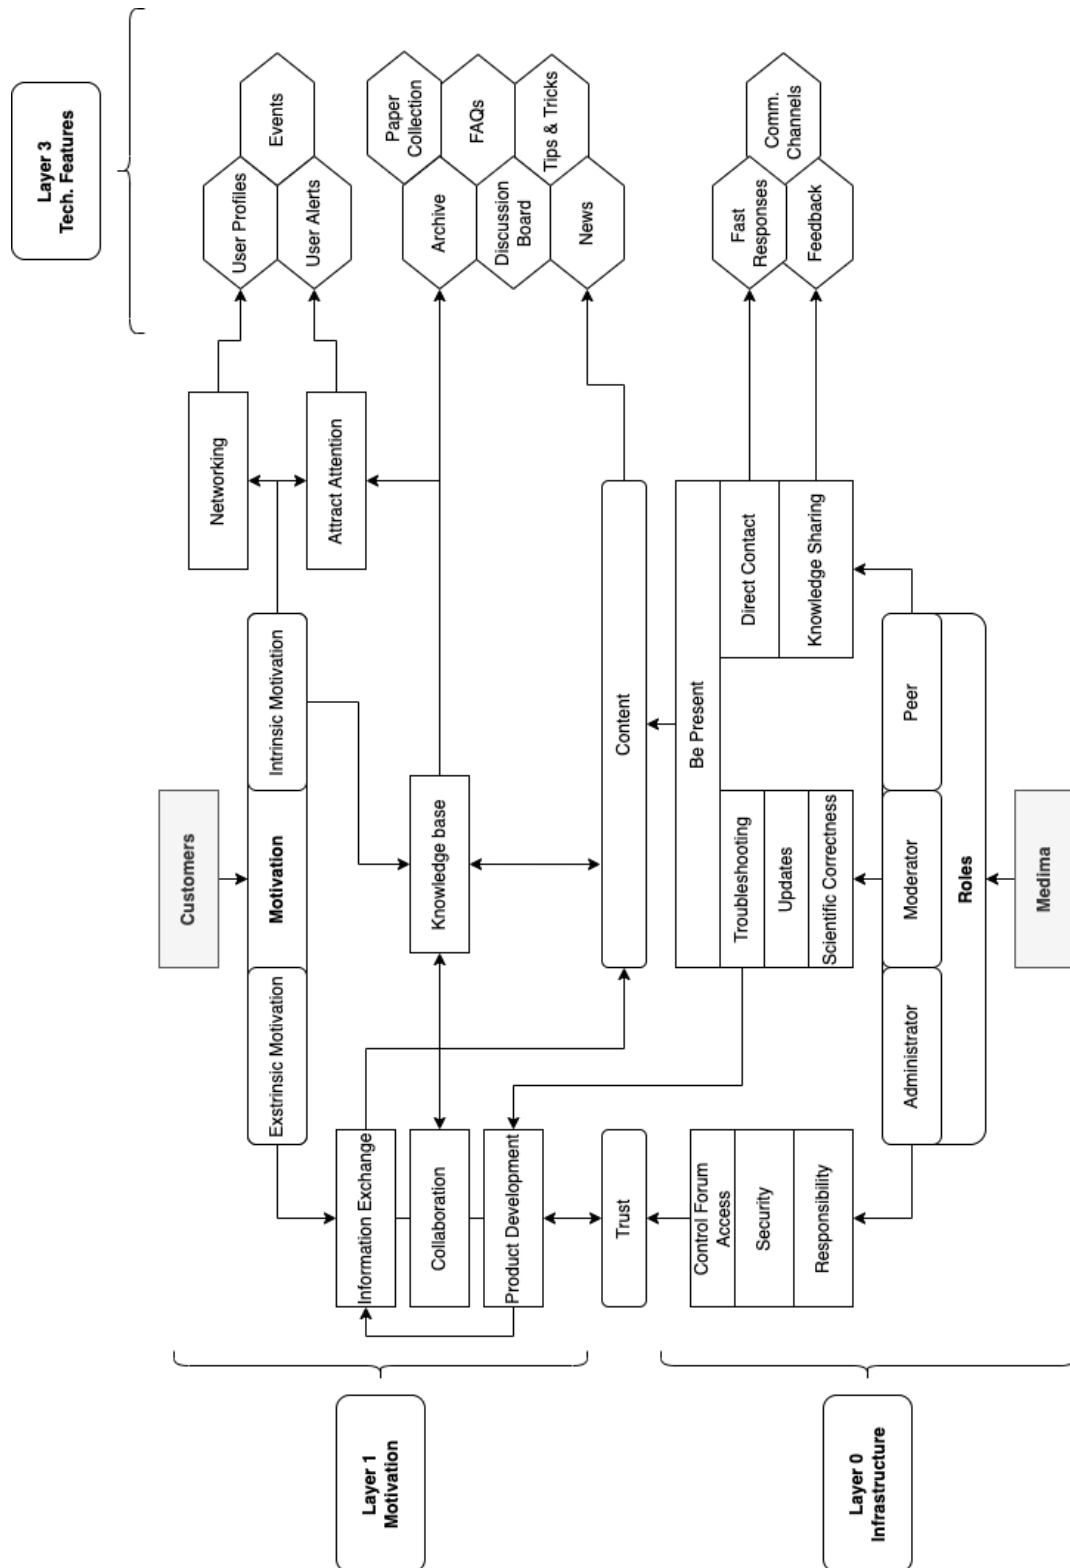 Layer 3
Tech. Features
User Profiles
Events
User Alerts
Paper
Collection
Archive
FAQs
Discussion
Board
Tips & Tricks
News
Comm.
Channels
Fast
Responses
Feedback
Networking
Attract Attention
Customers
Exstrinsic Motivation
Motivation
Intrinsic Motivation
Information Exchange
Collaboration
Product Development
Knowledge base
Trust
Content
Layer 1
Motivation
Control Forum
Access
Security
Responsibility
Be Present
Troubleshooting
Updates
Scientific Correctness
Direct Contact
Knowledge Sharing
Administrator
Moderator
Peer
Roles
Medima
Layer 0
Infrastructure